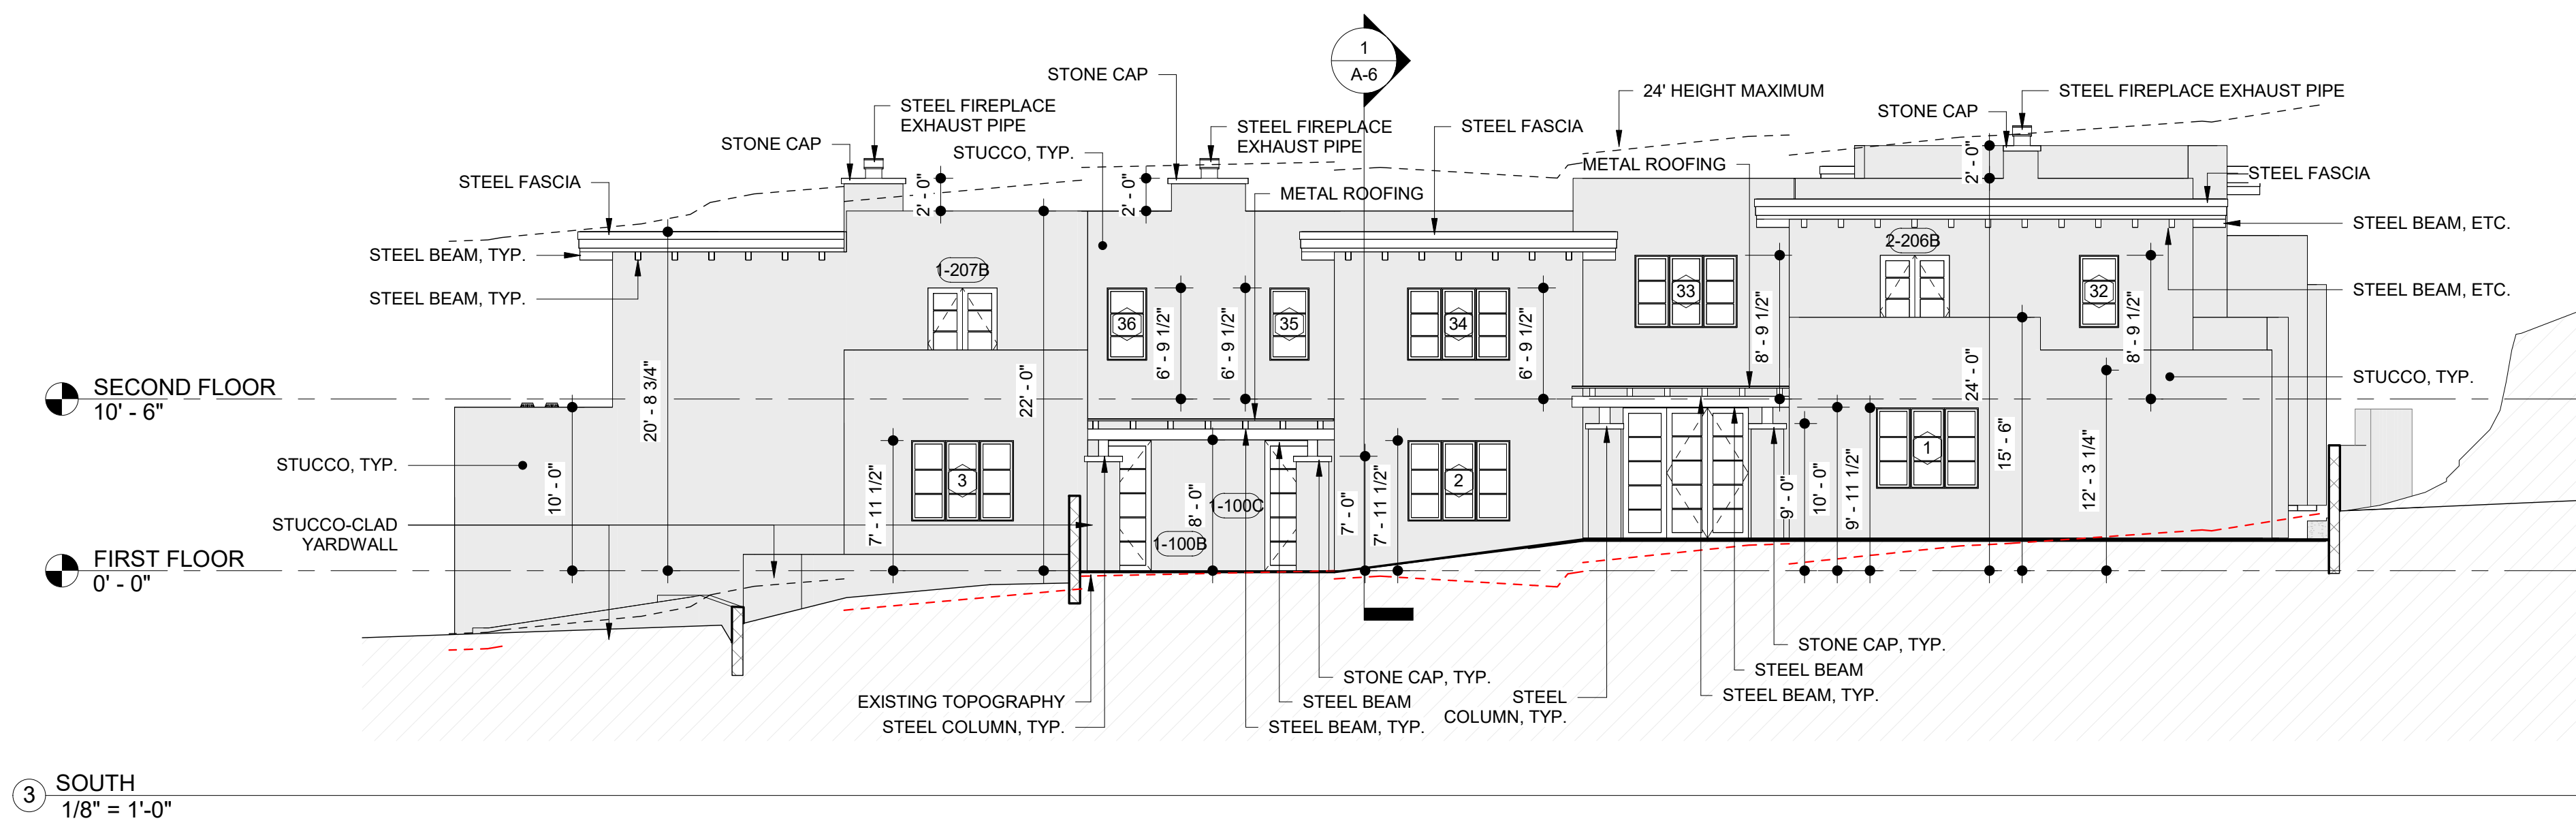 1
A-6
STONE CAP
24' HEIGHT MAXIMUM
STEEL FIREPLACE EXHAUST PIPE
STEEL FIREPLACE
EXHAUST PIPE
STONE CAP
STEEL FIREPLACE
EXHAUST PIPE
STEEL FASCIA
STONE CAP
STUCCO, TYP.
METAL ROOFING
2' - 0"
STEEL FASCIA
STEEL FASCIA
2' - 0"
2' - 0"
METAL ROOFING
STEEL BEAM, ETC.
2-206B
STEEL BEAM, TYP.
1-207B
STEEL BEAM, TYP.
STEEL BEAM, ETC.
33
32
36
35
34
6' - 9 1/2"
6' - 9 1/2"
6' - 9 1/2"
8' - 9 1/2"
8' - 9 1/2"
SECOND FLOOR
10' - 6"
20' - 8 3/4"
22' - 0"
24' - 0"
STUCCO, TYP.
STUCCO, TYP.
10' - 0"
7' - 11 1/2"
3
8' - 0"
1-100C
1-100B
7' - 0"
7' - 11 1/2"
2
9' - 0"
10' - 0"
9' - 11 1/2"
1
15' - 6"
12' - 3 1/4"
STUCCO-CLAD
YARDWALL
FIRST FLOOR
0' - 0"
STONE CAP, TYP.
STEEL BEAM
STEEL BEAM, TYP.
STONE CAP, TYP.
STEEL BEAM
STEEL BEAM, TYP.
STEEL
COLUMN, TYP.
EXISTING TOPOGRAPHY
STEEL COLUMN, TYP.
3
SOUTH
1/8" = 1'-0"